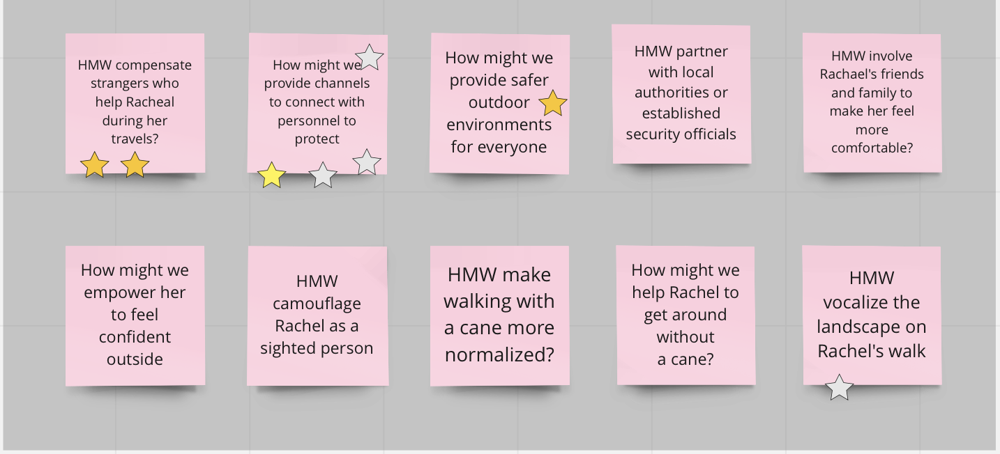 HMW compensate
strangers who
help Racheal
during her
travels?
How might we
provide channels
to connect with
personnel to
protect
How might we
provide safer
outdoor
environments
for everyone
HMW partner
with local
authorities or
established
security officials
HMW involve
Rachael's friends
and family to
make her feel
more
comfortable?
How might we
empower her
to feel
confident
outside
HMW
camouflage
Rachel as a
sighted person
HMW make
walking with
a cane more
normalized?
How might we
help Rachel to
get around
without
a cane?
HMW
vocalize the
landscape on
Rachel's walk